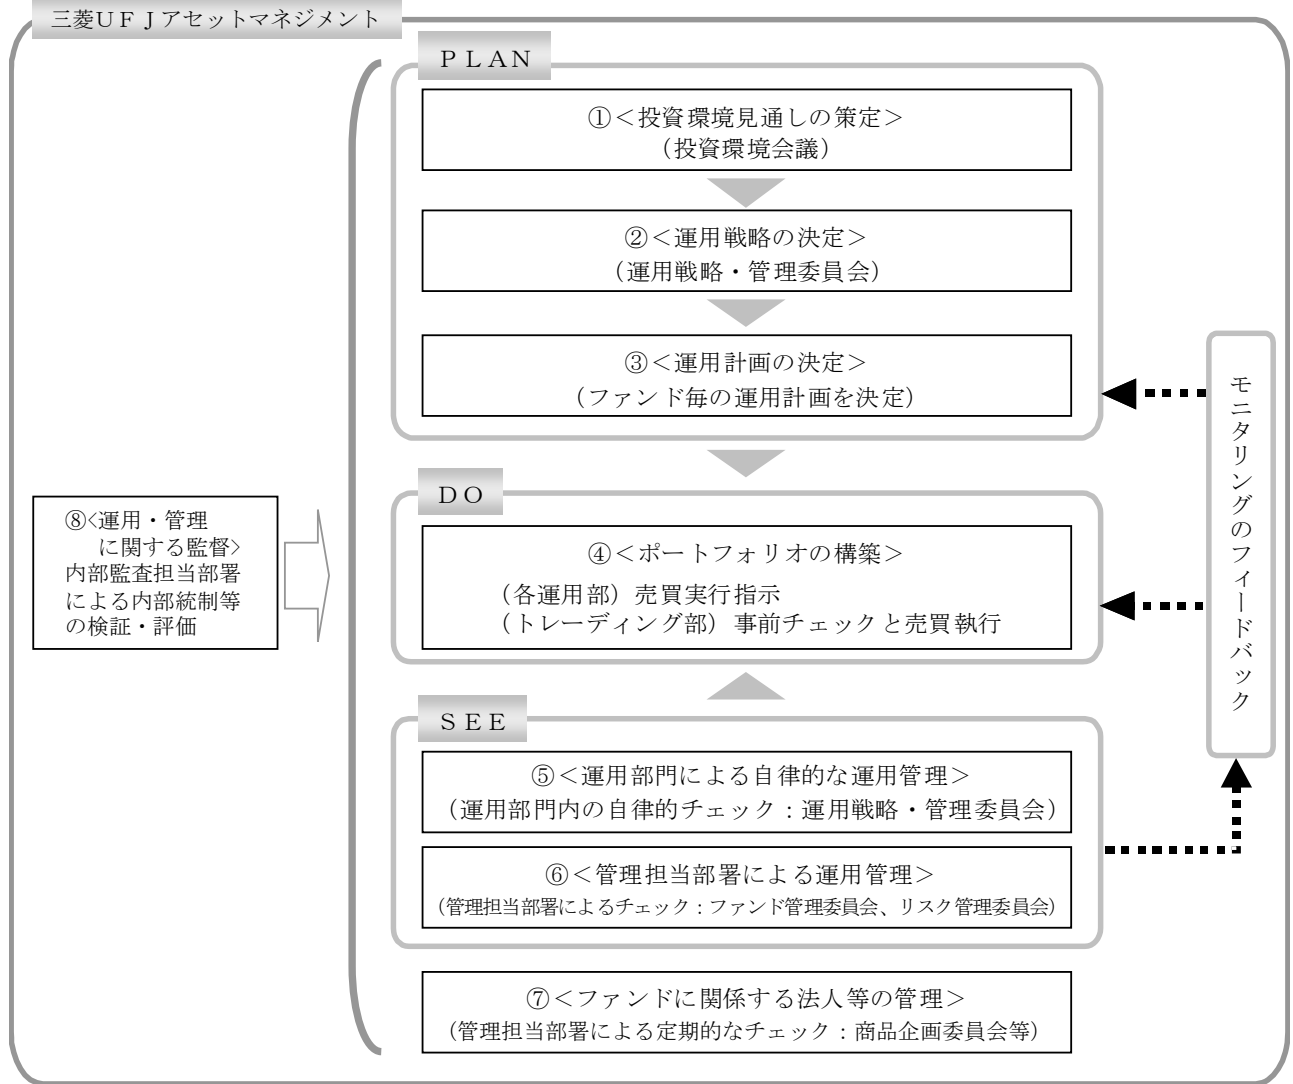 三菱ＵＦＪアセットマネジメント
ＰＬＡＮ
①＜投資環境見通しの策定＞
（投資環境会議）
②＜運用戦略の決定＞
（運用戦略・管理委員会）
③＜運用計画の決定＞
（ファンド毎の運用計画を決定）
ＤＯ
④＜ポートフォリオの構築＞
（各運用部）売買実行指示
（トレーディング部）事前チェックと売買執行
ＳＥＥ
⑤＜運用部門による自律的な運用管理＞
（運用部門内の自律的チェック：運用戦略・管理委員会）
⑥＜管理担当部署による運用管理＞
（管理担当部署によるチェック：ファンド管理委員会、リスク管理委員会）
⑦＜ファンドに関係する法人等の管理＞
（管理担当部署による定期的なチェック：商品企画委員会等）
⑧<運用・管理
に関する監督>
内部監査担当部署
による内部統制等
の検証・評価
モニタリングのフィードバック